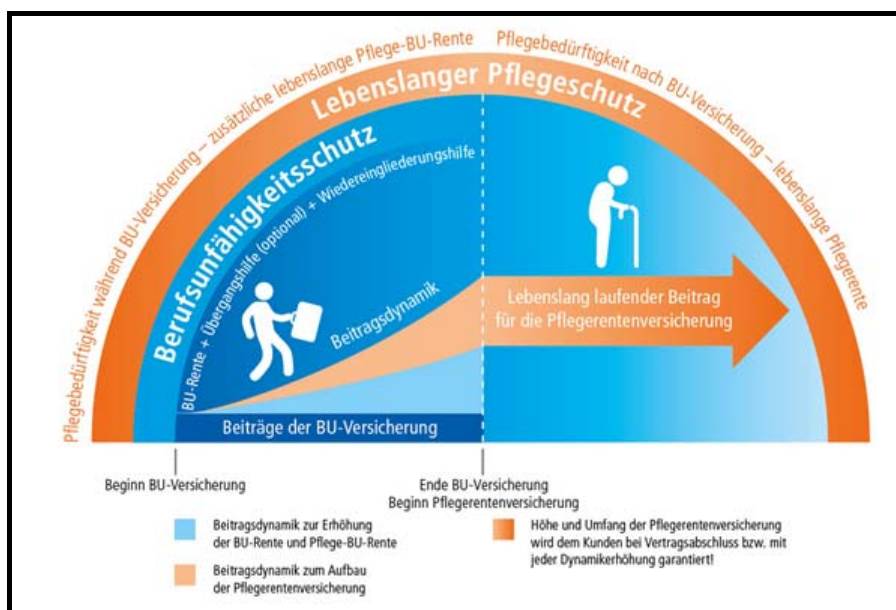 Pflegebedürftigkeit während BU-Versicherung – zusätzliche lebenslange Pflege-BU-Rente
Pflegebedürftigkeit nach BU-Versicherung – lebenslange Pflegerente
Lebenslanger Pflegeschutz
Berufsunfähigkeitsschutz
BU-Rente + Übergangshilfe (optional) + Wiedereingliederungshilfe
Beitragsdynamik
Lebenslang laufender Beitrag
für die Pflegerentenversicherung
Beiträge der BU-Versicherung
Beginn BU-Versicherung
Ende BU-Versicherung
Beginn Pflegerentenversicherung
Beitragsdynamik zur Erhöhung
der BU-Rente und Pflege-BU-Rente
Beitragsdynamik zum Aufbau
der Pflegerentenversicherung
Höhe und Umfang der Pflegerentenversicherung
wird dem Kunden bei Vertragsabschluss bzw. mit
jeder Dynamikerhöhung garantiert!